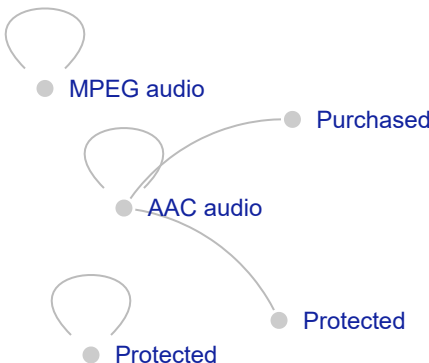 MPEG audio
Purchased
AAC audio
Protected
Protected